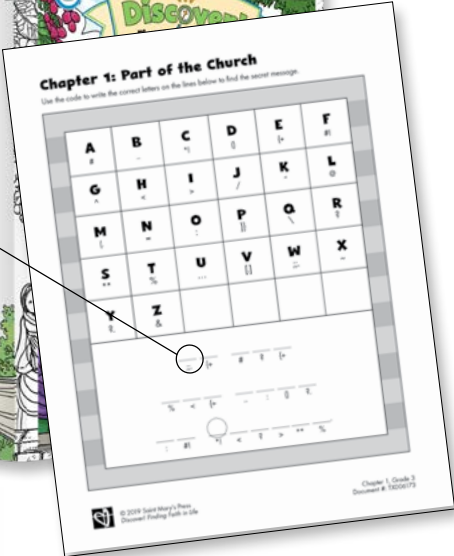 Discover!
Chapter 1: Part of the Church
Use the code to write the correct letters on the lines below to find the secret message.
A B C D E F
# - *) () (+ #!
G H I J K L
^ < > / " @
M N O P Q R
[ = : }} \ ?
S T U V W X
** % ... [] _ ~
Y Z
?. &
(+ # ? (+
% < (+ - : () ?.
: #! *) < ? > ** %
© 2019 Saint Mary's Press
Discover! Finding Faith in Life
Chapter 1, Grade 3
Document #: TX006173